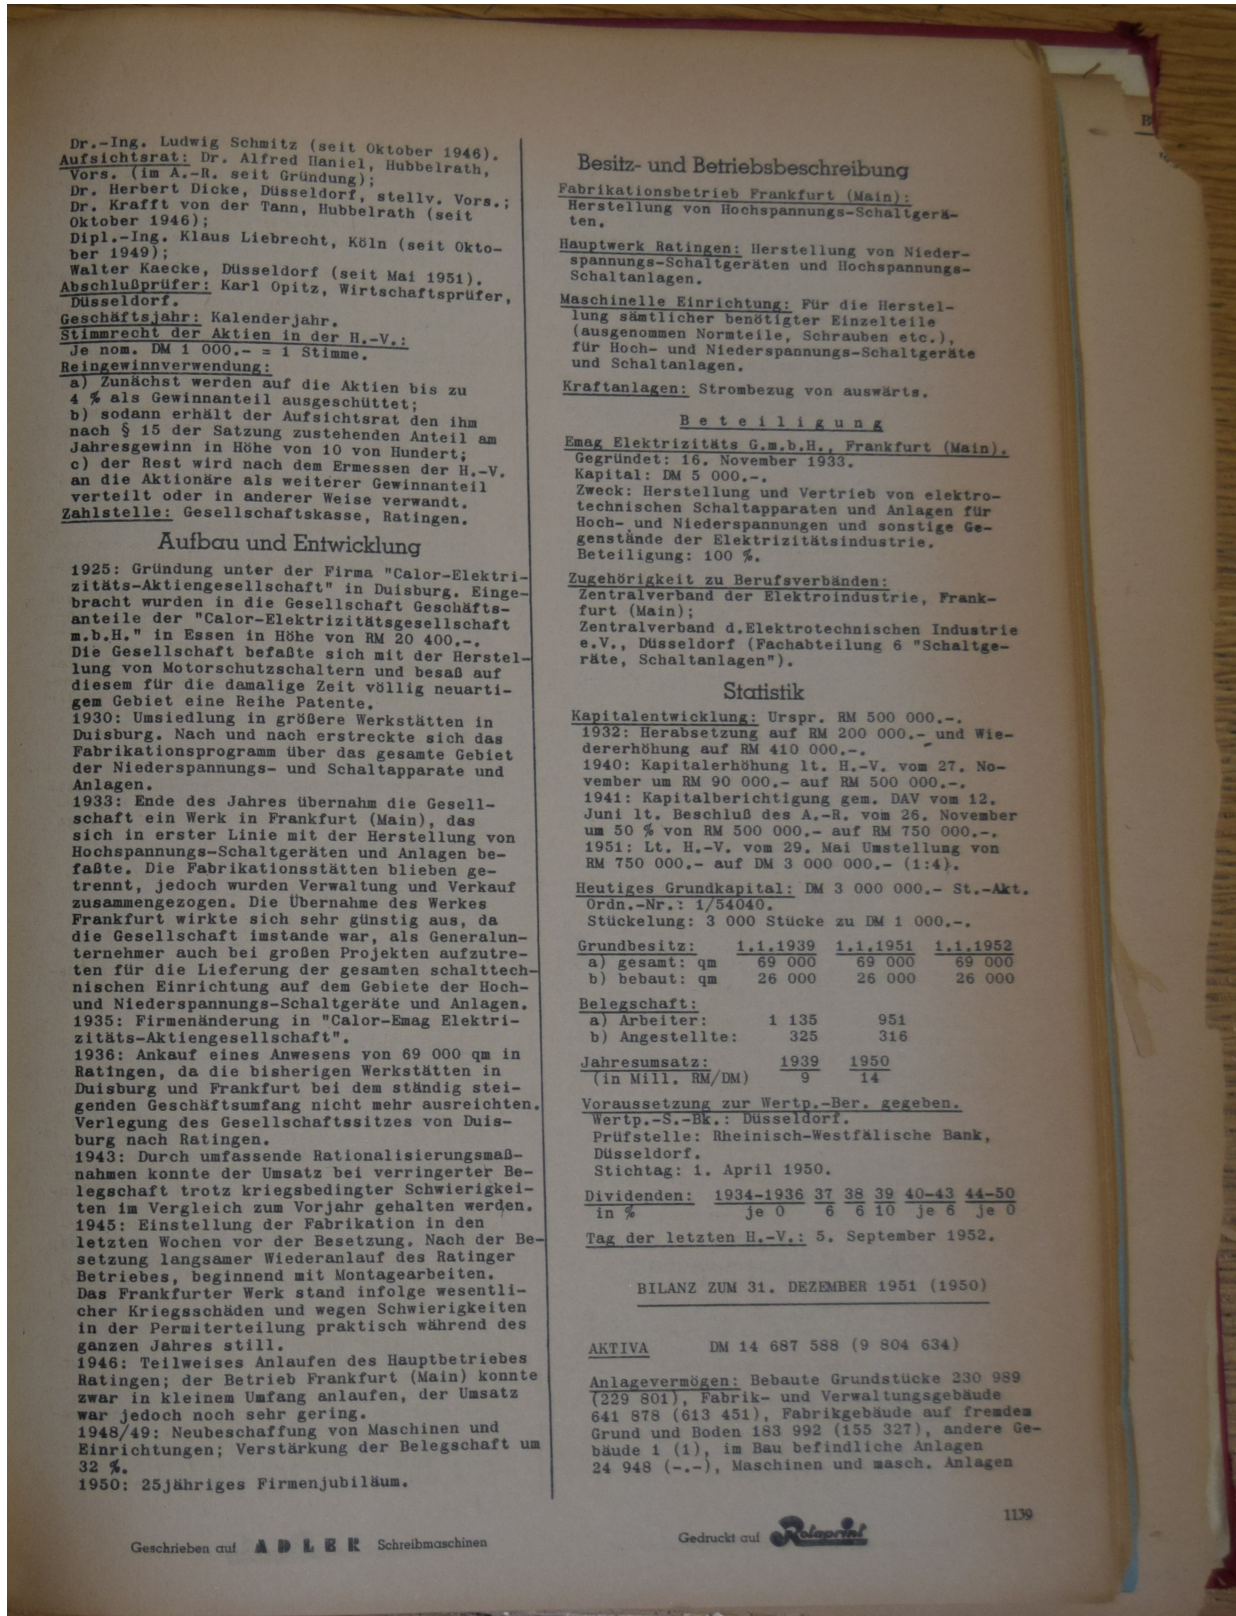 Dr.-Ing. Ludwig Schmitz (seit Oktober 1946).
Aufsichtsrat: Dr. Alfred Haniel, Hubbelrath,
Vors. (im A.-R. seit Gründung);
Dr. Herbert Dicke, Düsseldorf, stellv. Vors.;
Dr. Krafft von der Tann, Hubbelrath (seit
Oktober 1946);
Dipl.-Ing. Klaus Liebrecht, Köln (seit Okto-
ber 1949);
Walter Kaecke, Düsseldorf (seit Mai 1951).
Abschlußprüfer: Karl Opitz, Wirtschaftsprüfer,
Düsseldorf.
Geschäftsjahr: Kalenderjahr.
Stimmrecht der Aktien in der H.-V.:
Je nom. DM 1 000.- = 1 Stimme.
Reingewinnverwendung:
a) Zunächst werden auf die Aktien bis zu
4 % als Gewinnanteil ausgeschüttet;
b) sodann erhält der Aufsichtsrat den ihm
nach § 15 der Satzung zustehenden Anteil am
Jahresgewinn in Höhe von 10 von Hundert;
c) der Rest wird nach dem Ermessen der H.-V.
an die Aktionäre als weiterer Gewinnanteil
verteilt oder in anderer Weise verwandt.
Zahlstelle: Gesellschaftskasse, Ratingen.
Aufbau und Entwicklung
1925: Gründung unter der Firma "Calor-Elektri-
zitäts-Aktiengesellschaft" in Duisburg. Einge-
bracht wurden in die Gesellschaft Geschäfts-
anteile der "Calor-Elektrizitätsgesellschaft
m.b.H." in Essen in Höhe von RM 20 400.-.
Die Gesellschaft befaßte sich mit der Herstel-
lung von Motorschutzschaltern und besaß auf
diesem für die damalige Zeit völlig neuarti-
gem Gebiet eine Reihe Patente.
1930: Umsiedlung in größere Werkstätten in
Duisburg. Nach und nach erstreckte sich das
Fabrikationsprogramm über das gesamte Gebiet
der Niederspannungs- und Schaltapparate und
Anlagen.
1933: Ende des Jahres übernahm die Gesell-
schaft ein Werk in Frankfurt (Main), das
sich in erster Linie mit der Herstellung von
Hochspannungs-Schaltgeräten und Anlagen be-
faßte. Die Fabrikationsstätten blieben ge-
trennt, jedoch wurden Verwaltung und Verkauf
zusammengezogen. Die Übernahme des Werkes
Frankfurt wirkte sich sehr günstig aus, da
die Gesellschaft imstande war, als Generalun-
ternehmer auch bei großen Projekten aufzutre-
ten für die Lieferung der gesamten schalttech-
nischen Einrichtung auf dem Gebiete der Hoch-
und Niederspannungs-Schaltgeräte und Anlagen.
1935: Firmenänderung in "Calor-Emag Elektri-
zitäts-Aktiengesellschaft".
1936: Ankauf eines Anwesens von 69 000 qm in
Ratingen, da die bisherigen Werkstätten in
Duisburg und Frankfurt bei dem ständig stei-
genden Geschäftsumfang nicht mehr ausreichten.
Verlegung des Gesellschaftssitzes von Duis-
burg nach Ratingen.
1943: Durch umfassende Rationalisierungsmaß-
nahmen konnte der Umsatz bei verringerter Be-
legschaft trotz kriegsbedingter Schwierigkei-
ten im Vergleich zum Vorjahr gehalten werden.
1945: Einstellung der Fabrikation in den
letzten Wochen vor der Besetzung. Nach der Be-
setzung langsamer Wiederanlauf des Ratinger
Betriebes, beginnend mit Montagearbeiten.
Das Frankfurter Werk stand infolge wesentli-
cher Kriegsschäden und wegen Schwierigkeiten
in der Permiterteilung praktisch während des
ganzen Jahres still.
1946: Teilweises Anlaufen des Hauptbetriebes
Ratingen; der Betrieb Frankfurt (Main) konnte
zwar in kleinem Umfang anlaufen, der Umsatz
war jedoch noch sehr gering.
1948/49: Neubeschaffung von Maschinen und
Einrichtungen; Verstärkung der Belegschaft um
32 %.
1950: 25jähriges Firmenjubiläum.
Besitz- und Betriebsbeschreibung
Fabrikationsbetrieb Frankfurt (Main):
Herstellung von Hochspannungs-Schaltgerä-
ten.
Hauptwerk Ratingen: Herstellung von Nieder-
spannungs-Schaltgeräten und Hochspannungs-
Schaltanlagen.
Maschinelle Einrichtung: Für die Herstel-
lung sämtlicher benötigter Einzelteile
(ausgenommen Normteile, Schrauben etc.),
für Hoch- und Niederspannungs-Schaltgeräte
und Schaltanlagen.
Kraftanlagen: Strombezug von auswärts.
Beteiligung
Emag Elektrizitäts G.m.b.H., Frankfurt (Main).
Gegründet: 16. November 1933.
Kapital: DM 5 000.-.
Zweck: Herstellung und Vertrieb von elektro-
technischen Schaltapparaten und Anlagen für
Hoch- und Niederspannungen und sonstige Ge-
genstände der Elektrizitätsindustrie.
Beteiligung: 100 %.
Zugehörigkeit zu Berufsverbänden:
Zentralverband der Elektroindustrie, Frank-
furt (Main);
Zentralverband d.Elektrotechnischen Industrie
e.V., Düsseldorf (Fachabteilung 6 "Schaltge-
räte, Schaltanlagen").
Statistik
Kapitalentwicklung: Urspr. RM 500 000.-.
1932: Herabsetzung auf RM 200 000.- und Wie-
dererhöhung auf RM 410 000.-.
1940: Kapitalerhöhung lt. H.-V. vom 27. No-
vember um RM 90 000.- auf RM 500 000.-.
1941: Kapitalberichtigung gem. DAV vom 12.
Juni lt. Beschluß des A.-R. vom 26. November
um 50 % von RM 500 000.- auf RM 750 000.-.
1951: Lt. H.-V. vom 29. Mai Umstellung von
RM 750 000.- auf DM 3 000 000.- (1:4).
Heutiges Grundkapital: DM 3 000 000.- St.-Akt.
Ordn.-Nr.: 1/54040.
Stückelung: 3 000 Stücke zu DM 1 000.-.
Grundbesitz: 1.1.1939 1.1.1951 1.1.1952
a) gesamt: qm 69 000 69 000 69 000
b) bebaut: qm 26 000 26 000 26 000
Belegschaft:
a) Arbeiter: 1 135 951
b) Angestellte: 325 316
Jahresumsatz: 1939 1950
(in Mill. RM/DM) 9 14
Voraussetzung zur Wertp.-Ber. gegeben.
Wertp.-S.-Bk.: Düsseldorf.
Prüfstelle: Rheinisch-Westfälische Bank,
Düsseldorf.
Stichtag: 1. April 1950.
Dividenden: 1934-1936 37 38 39 40-43 44-50
in % je 0 6 6 10 je 6 je 0
Tag der letzten H.-V.: 5. September 1952.
BILANZ ZUM 31. DEZEMBER 1951 (1950)
AKTIVA DM 14 687 588 (9 804 634)
Anlagevermögen: Bebaute Grundstücke 230 989
(229 801), Fabrik- und Verwaltungsgebäude
641 878 (613 451), Fabrikgebäude auf fremdem
Grund und Boden 183 992 (155 327), andere Ge-
bäude 1 (1), im Bau befindliche Anlagen
24 948 (-.-), Maschinen und masch. Anlagen
1139
Geschrieben auf ADLER Schreibmaschinen
Gedruckt auf Rotaprint